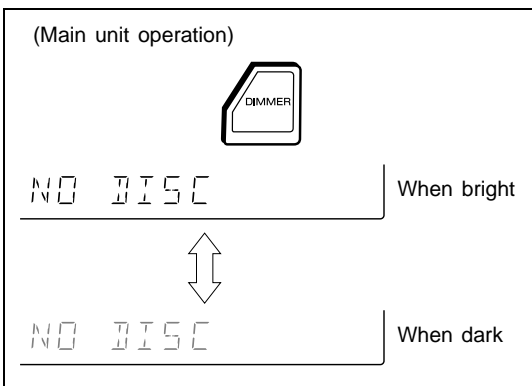 (Main unit operation)
DIMMER
NO DISC
When bright
NO DISC
When dark